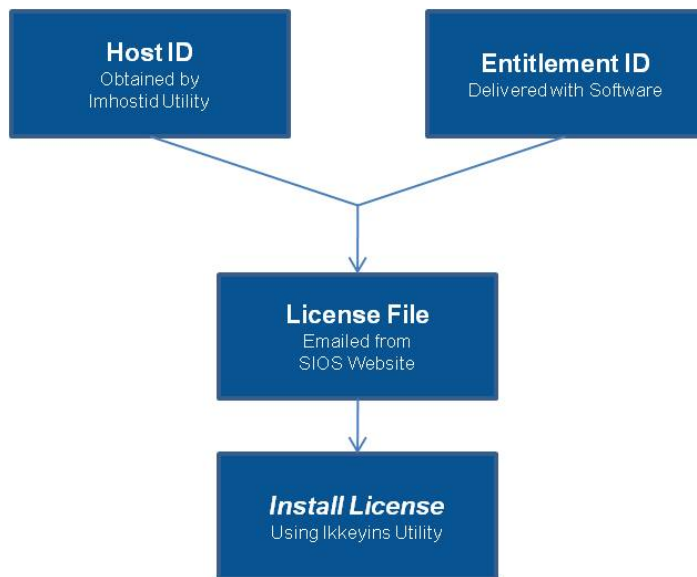 Host ID
Obtained by
lmhostid Utility
Entitlement ID
Delivered with Software
License File
Emailed from
SIOS Website
Install License
Using lkkeyins Utility